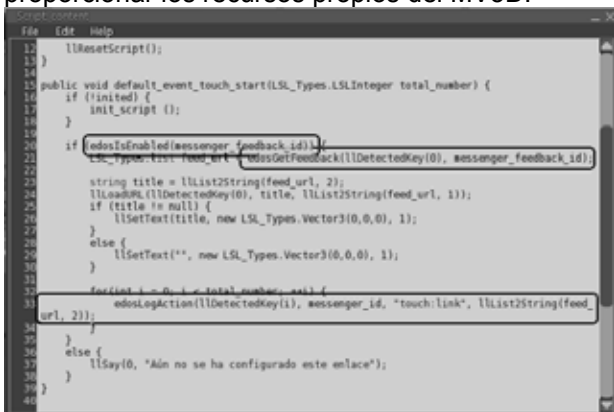 proporcionar los recursos propios del MV3D.
Script content
File Edit Help
12 llResetScript();
13 }
14
15 public void default_event_touch_start(LSL_Types.LSLInteger total_number) {
16 if (!inited) {
17 init_script ();
18 }
19
20 if (edosIsEnabled(messenger_feedback_id)) {
21 LSL_Types.list feed_url = edosGetFeedback(llDetectedKey(0), messenger_feedback_id);
22
23 string title = llList2String(feed_url, 2);
24 llLoadURL(llDetectedKey(0), title, llList2String(feed_url, 1));
25 if (title != null) {
26 llSetText(title, new LSL_Types.Vector3(0,0,0), 1);
27 }
28 else {
29 llSetText("", new LSL_Types.Vector3(0,0,0), 1);
30 }
31
32 for(int i = 0; i < total_number; ++i) {
33 edosLogAction(llDetectedKey(i), messenger_id, "touch:link", llList2String(feed_
url, 2));
34 }
35 }
36 else {
37 llSay(0, "Aún no se ha configurado este enlace");
38 }
39 }
40